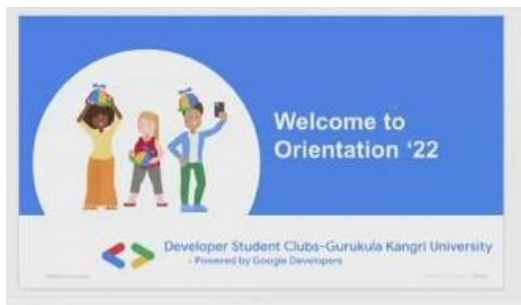 Welcome to
Orientation ‘22
Developer Student Clubs-Gurukula Kangri University
- Powered by Google Developers